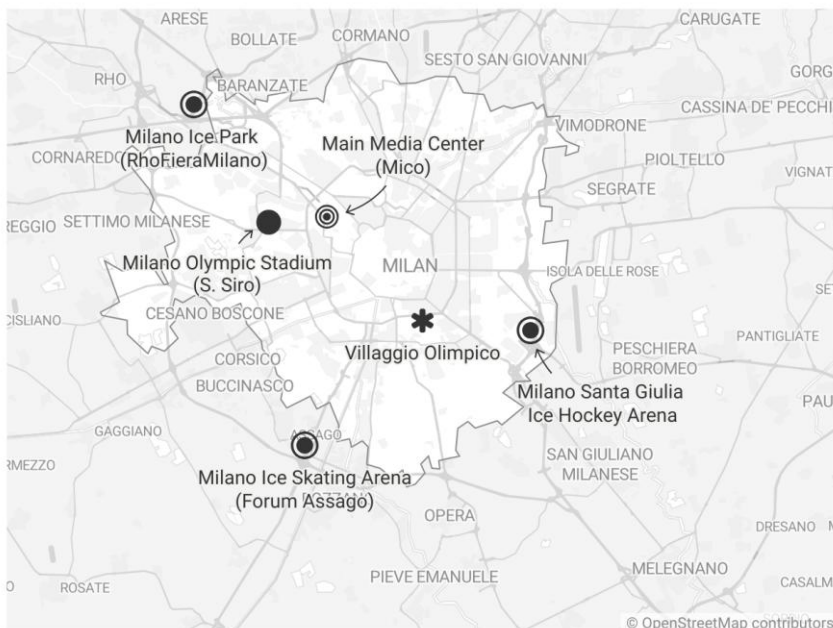 ARESE
CORMANO
CARUGATE
BOLLATE
SESTO SAN GIOVANNI
RHO
BARANZATE
CASSINA DE' PECCHI
Milano Ice Park
(RhoFieraMilano)
Main Media Center
(Mico)
VIMODRONE
CORNAREDO
PIOLTELLO
SEGRATE
SETTIMO MILANESE
MILAN
Milano Olympic Stadium
(S. Siro)
ISOLA DELLE ROSE
CESANO BOSCONE
Villaggio Olimpico
PANTIGLIATE
PESCHIERA
BORROMEO
CORSICO
BUCCINASCO
Milano Santa Giulia
Ice Hockey Arena
GAGGIANO
ASSAGO
SAN GIULIANO
MILANESE
Milano Ice Skating Arena
(Forum Assago)
OPERA
DRESANO
PIEVE EMANUELE
MELEGNANO
ROSATE
© OpenStreetMap contributors